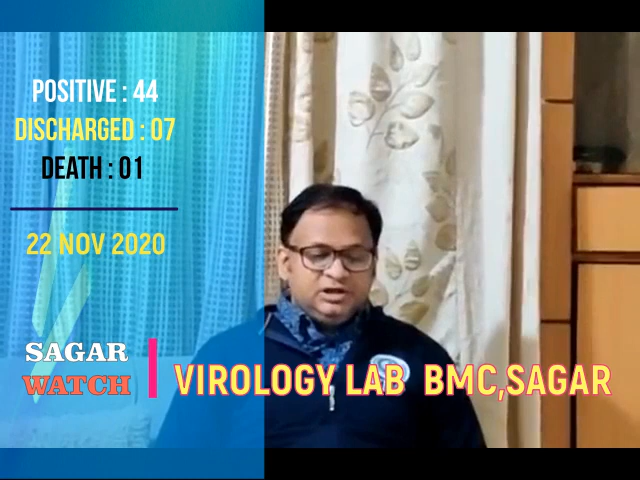 POSITIVE : 44
DISCHARGED : 07
DEATH : 01
22 NOV 2020
SAGAR
WATCH
VIROLOGY LAB BMC,SAGAR